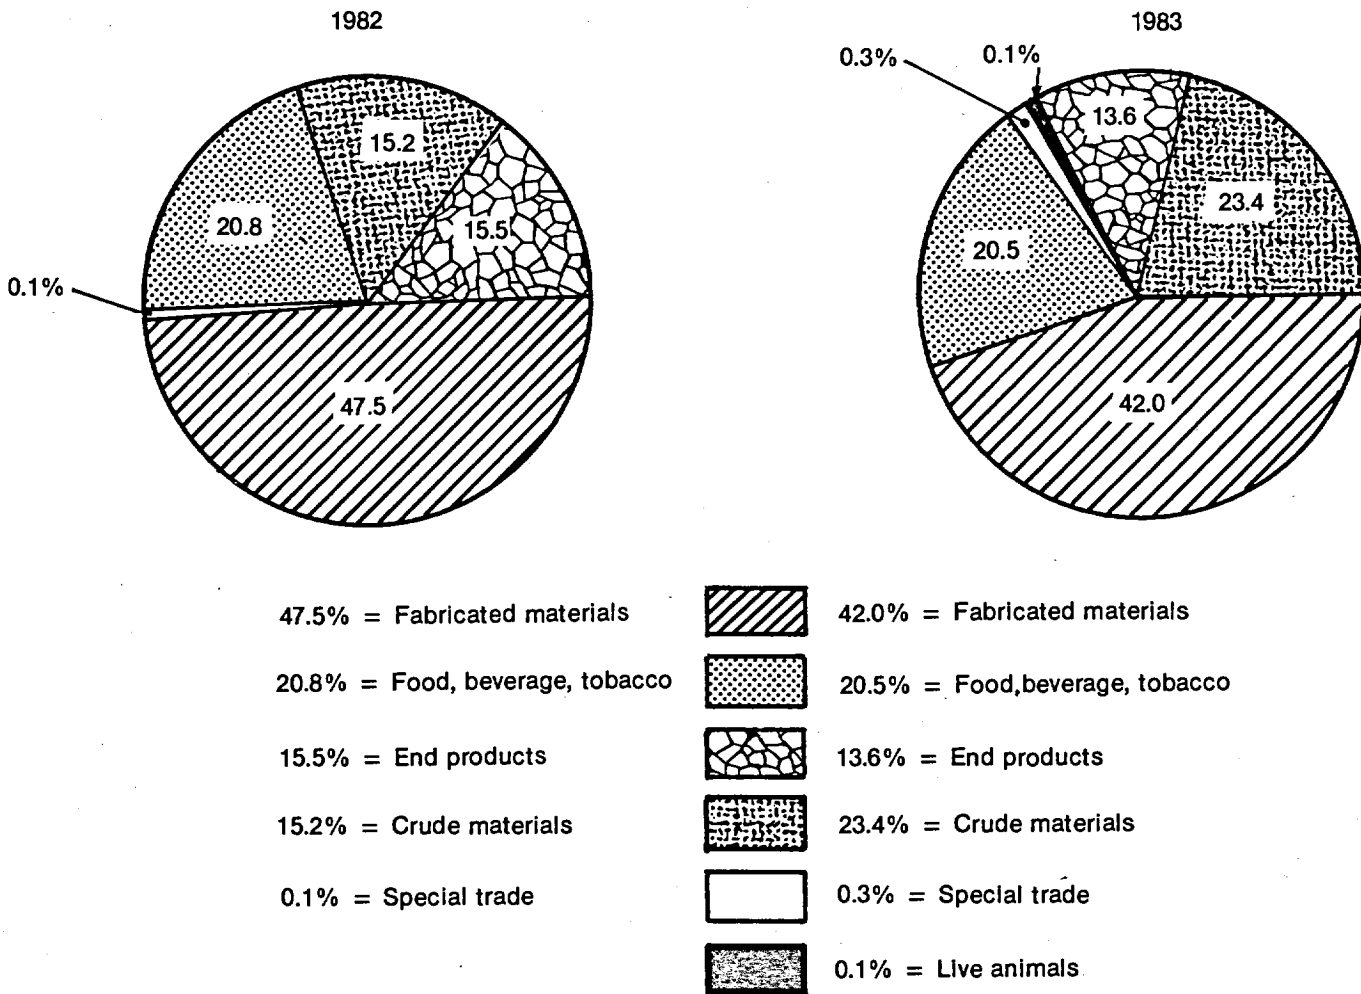 1982
1983
0.3%
0.1%
15.2
13.6
20.8
15.5
23.4
20.5
0.1%
47.5
42.0
47.5% = Fabricated materials
42.0% = Fabricated materials
20.8% = Food, beverage, tobacco
20.5% = Food,beverage, tobacco
15.5% = End products
13.6% = End products
15.2% = Crude materials
23.4% = Crude materials
0.1% = Special trade
0.3% = Special trade
0.1% = Live animals